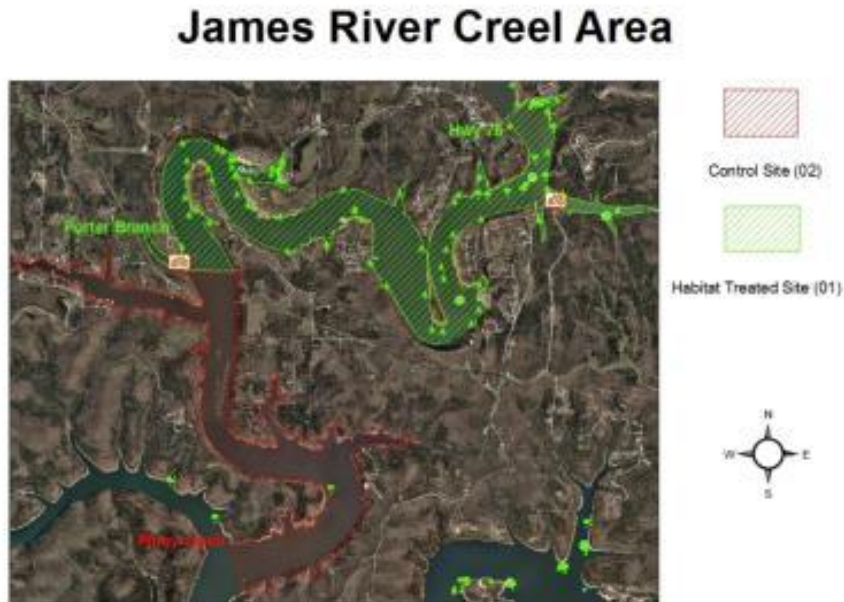 James River Creel Area
Hwy 76
Porter Branch
Control Site (02)
Habitat Treated Site (01)
N
W
E
S